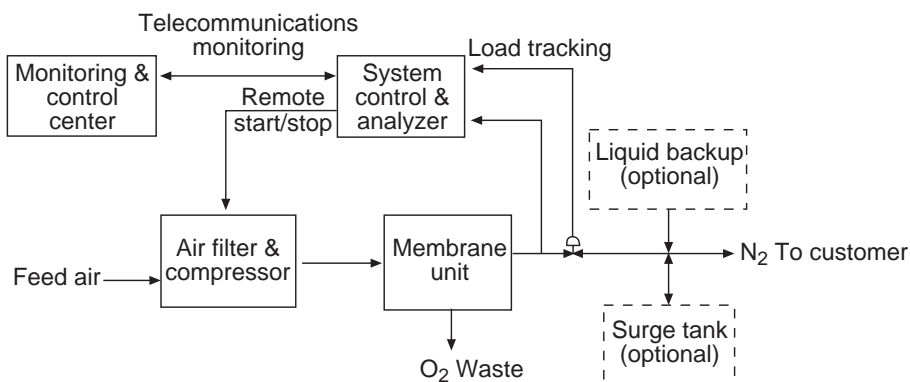 Telecommunications
monitoring
Load tracking
Monitoring &
control
center
System
control &
analyzer
Remote
start/stop
Liquid backup
(optional)
Air filter &
compressor
Membrane
unit
N₂ To customer
Feed air
Surge tank
(optional)
O₂ Waste